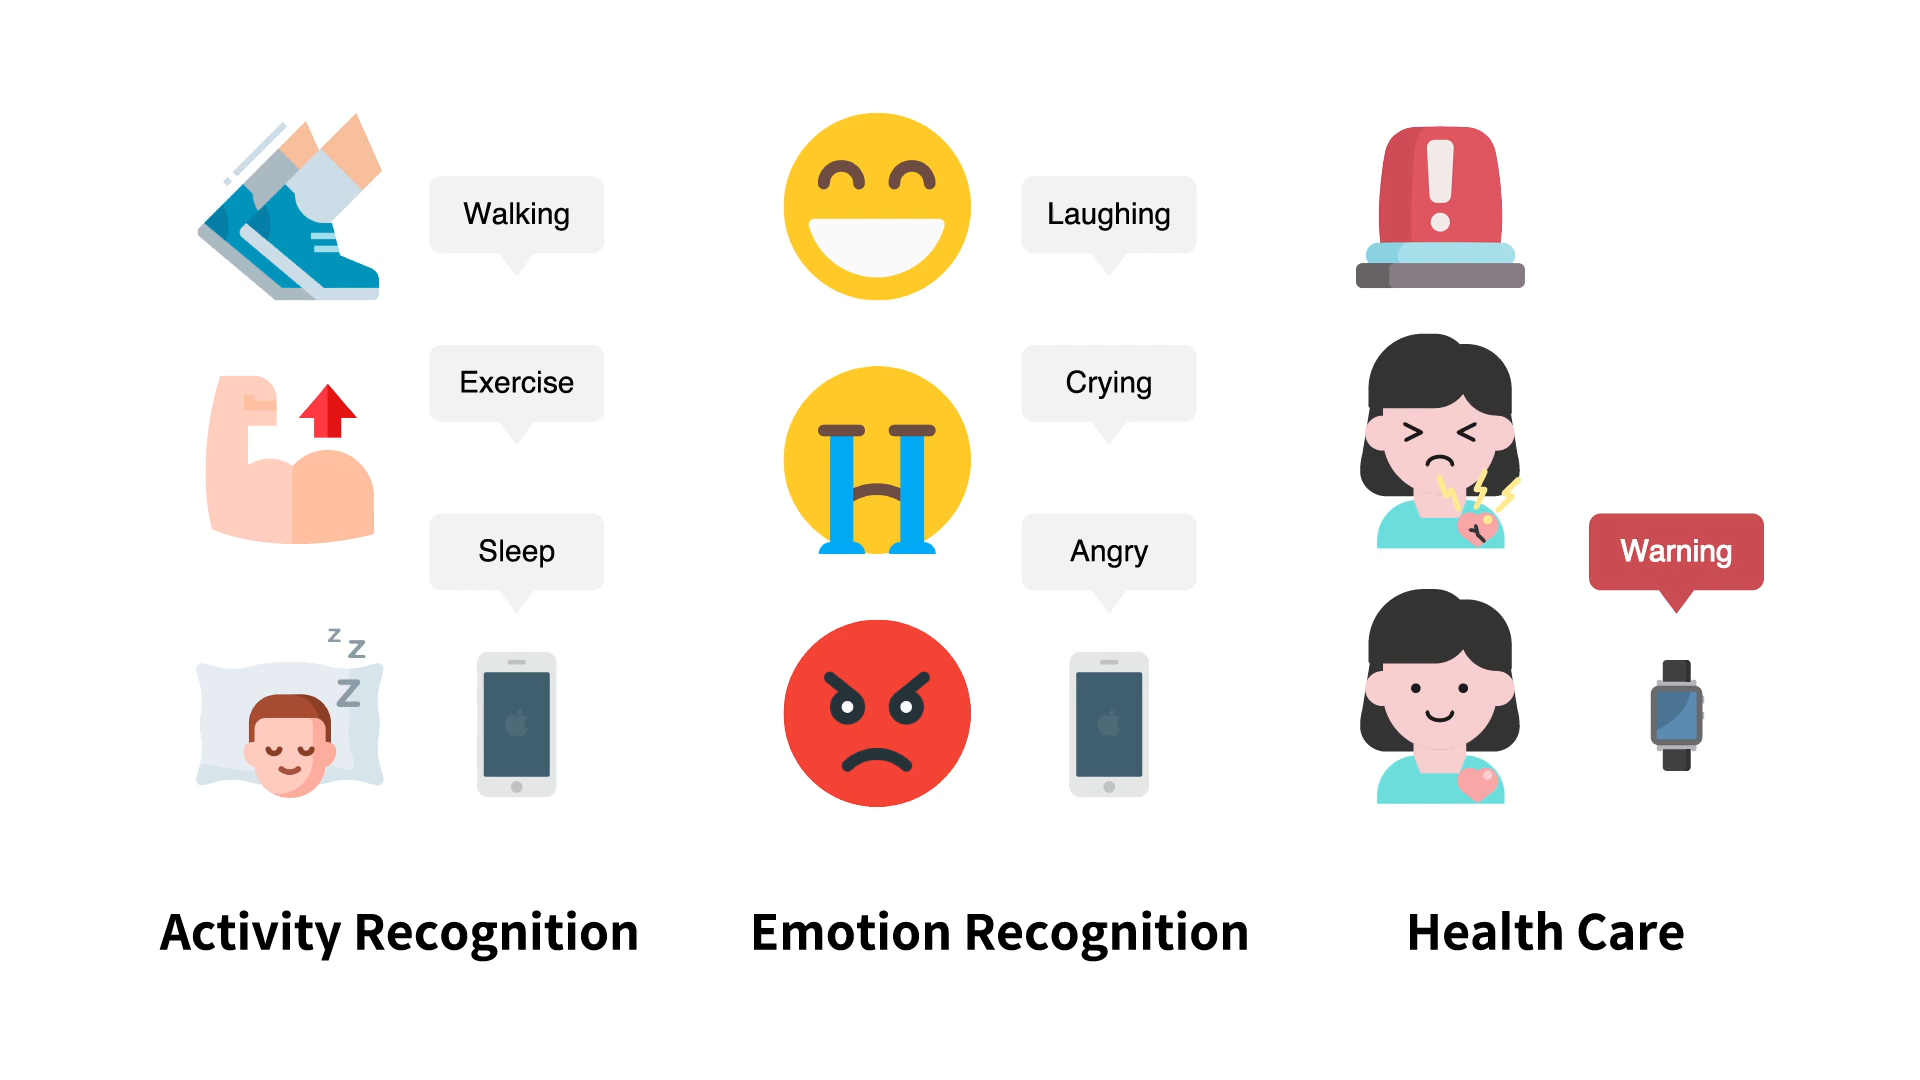 Walking
Exercise
Sleep
z
z
z
Activity Recognition
Laughing
Crying
Angry
Emotion Recognition
Warning
Health Care